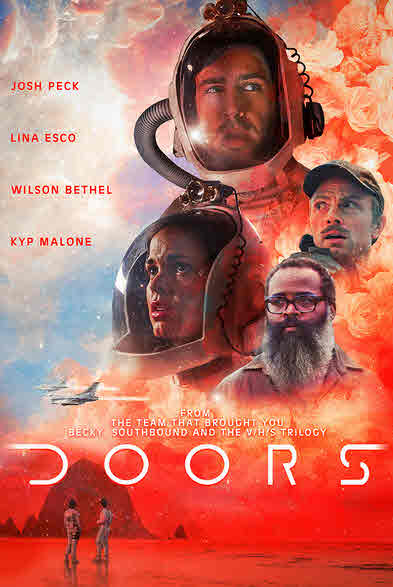 JOSH PECK
LINA ESCO
WILSON BETHEL
KYP MALONE
FROM
THE TEAM THAT BROUGHT YOU
BECKY, SOUTHBOUND AND THE V/H/S TRILOGY
DOORS